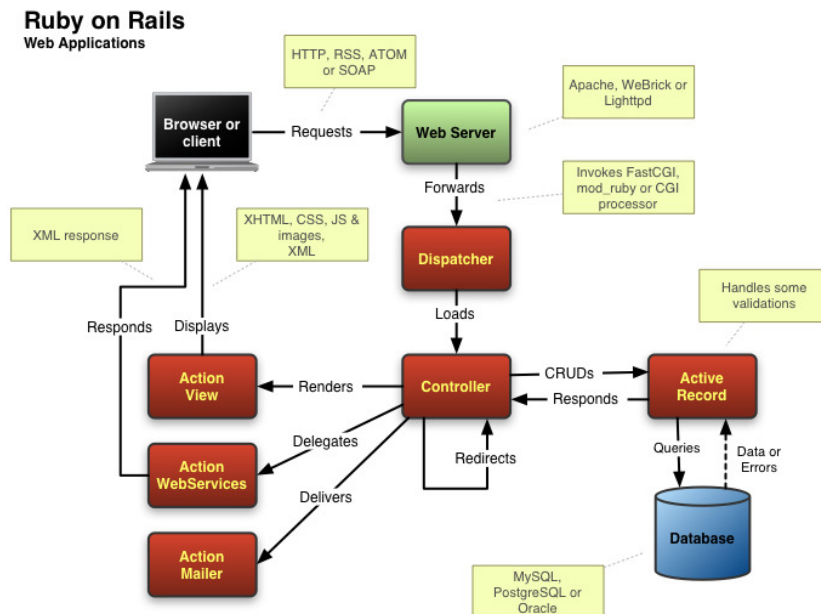 Ruby on Rails
Web Applications
HTTP, RSS, ATOM
or SOAP
Apache, WeBrick or
Lighttpd
Browser or
client
Requests
Web Server
Forwards
Invokes FastCGI,
mod_ruby or CGI
processor
XML response
XHTML, CSS, JS &
images,
XML
Dispatcher
Handles some
validations
Responds
Displays
Loads
Action
View
Renders
Controller
CRUDs
Responds
Active
Record
Delegates
Redirects
Queries
Data or
Errors
Action
WebServices
Delivers
Database
Action
Mailer
MySQL,
PostgreSQL or
Oracle